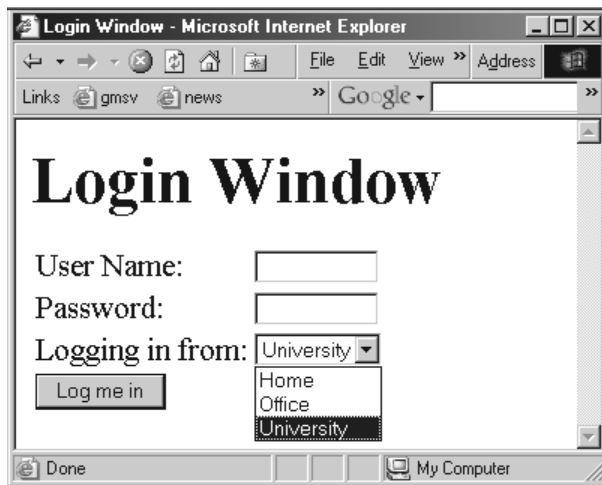 Login Window - Microsoft Internet Explorer
File Edit View » Address
Links gmsv news » Google »
Login Window
User Name:
Password:
Logging in from: University
Home
Log me in
Office
University
Done My Computer